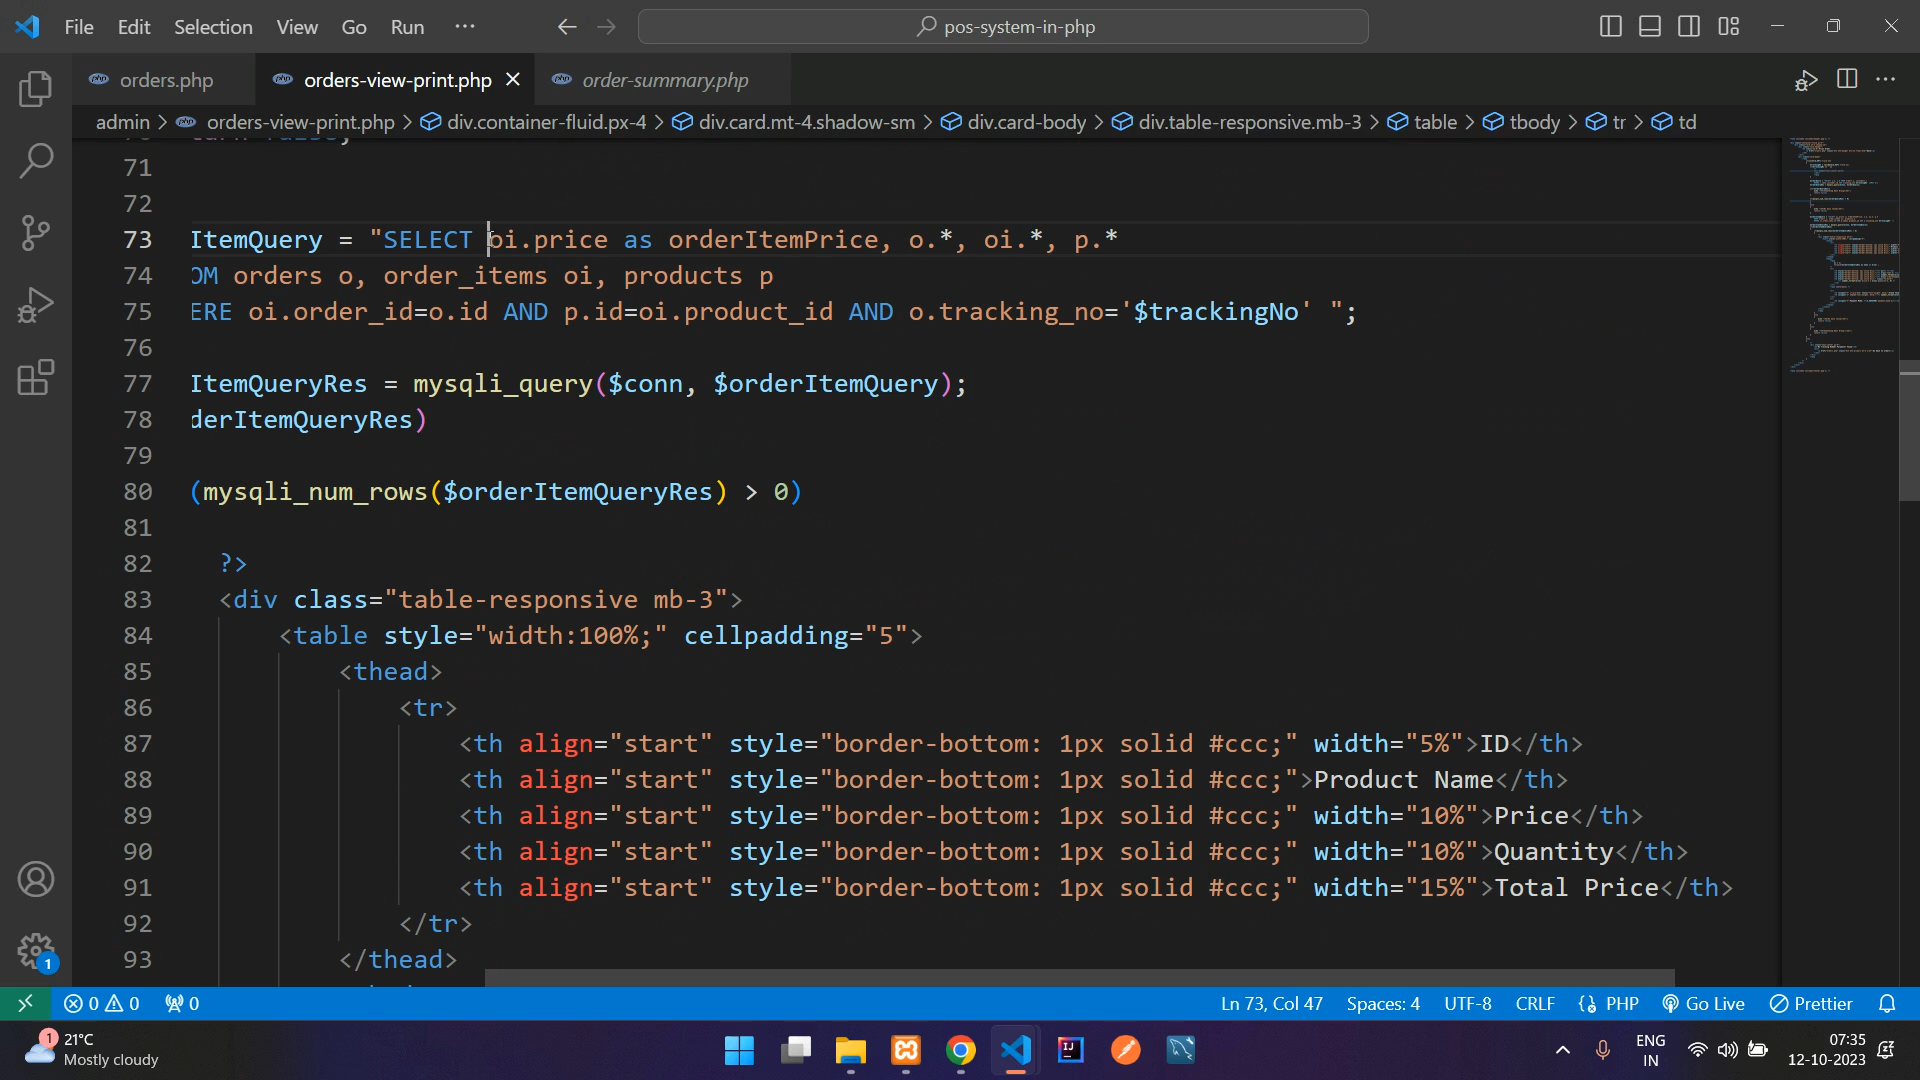 File Edit Selection View Go Run ··· pos-system-in-php
orders.php orders-view-print.php order-summary.php
admin > orders-view-print.php > div.container-fluid.px-4 > div.card.mt-4.shadow-sm > div.card-body > div.table-responsive.mb-3 > table > tbody > tr > td
71
72
73 ItemQuery = "SELECT oi.price as orderItemPrice, o.*, oi.*, p.*
74 OM orders o, order_items oi, products p
75 ERE oi.order_id=o.id AND p.id=oi.product_id AND o.tracking_no='$trackingNo' ";
76
77 ItemQueryRes = mysqli_query($conn, $orderItemQuery);
78 derItemQueryRes)
79
80 (mysqli_num_rows($orderItemQueryRes) > 0)
81
82 ?>
83 <div class="table-responsive mb-3">
84 <table style="width:100%;" cellpadding="5">
85 <thead>
86 <tr>
87 <th align="start" style="border-bottom: 1px solid #ccc;" width="5%">ID</th>
88 <th align="start" style="border-bottom: 1px solid #ccc;">Product Name</th>
89 <th align="start" style="border-bottom: 1px solid #ccc;" width="10%">Price</th>
90 <th align="start" style="border-bottom: 1px solid #ccc;" width="10%">Quantity</th>
91 <th align="start" style="border-bottom: 1px solid #ccc;" width="15%">Total Price</th>
92 </tr>
93 </thead>
1
0 0 0 Ln 73, Col 47 Spaces: 4 UTF-8 CRLF PHP Go Live Prettier
1 21°C
Mostly cloudy
ENG
IN
07:35
12-10-2023